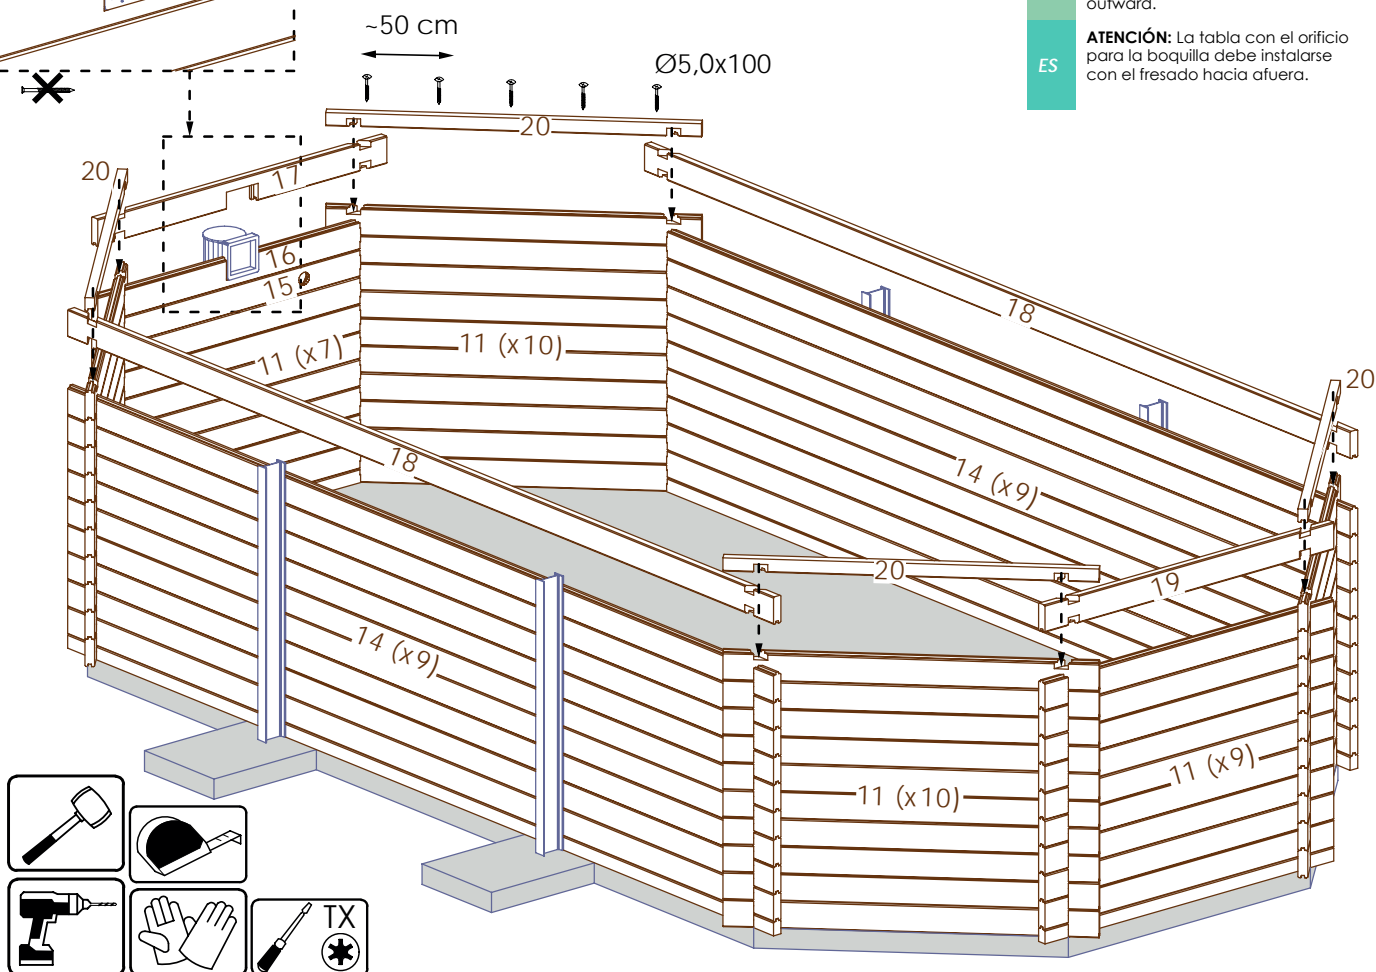 outward.
ES
ATENCIÓN: La tabla con el orificio
para la boquilla debe instalarse
con el fresado hacia afuera.
~50 cm
Ø5,0x100
20
20
17
16
15
18
11 (x7)
11 (x10)
20
18
14 (x9)
20
19
14 (x9)
11 (x9)
11 (x10)
TX